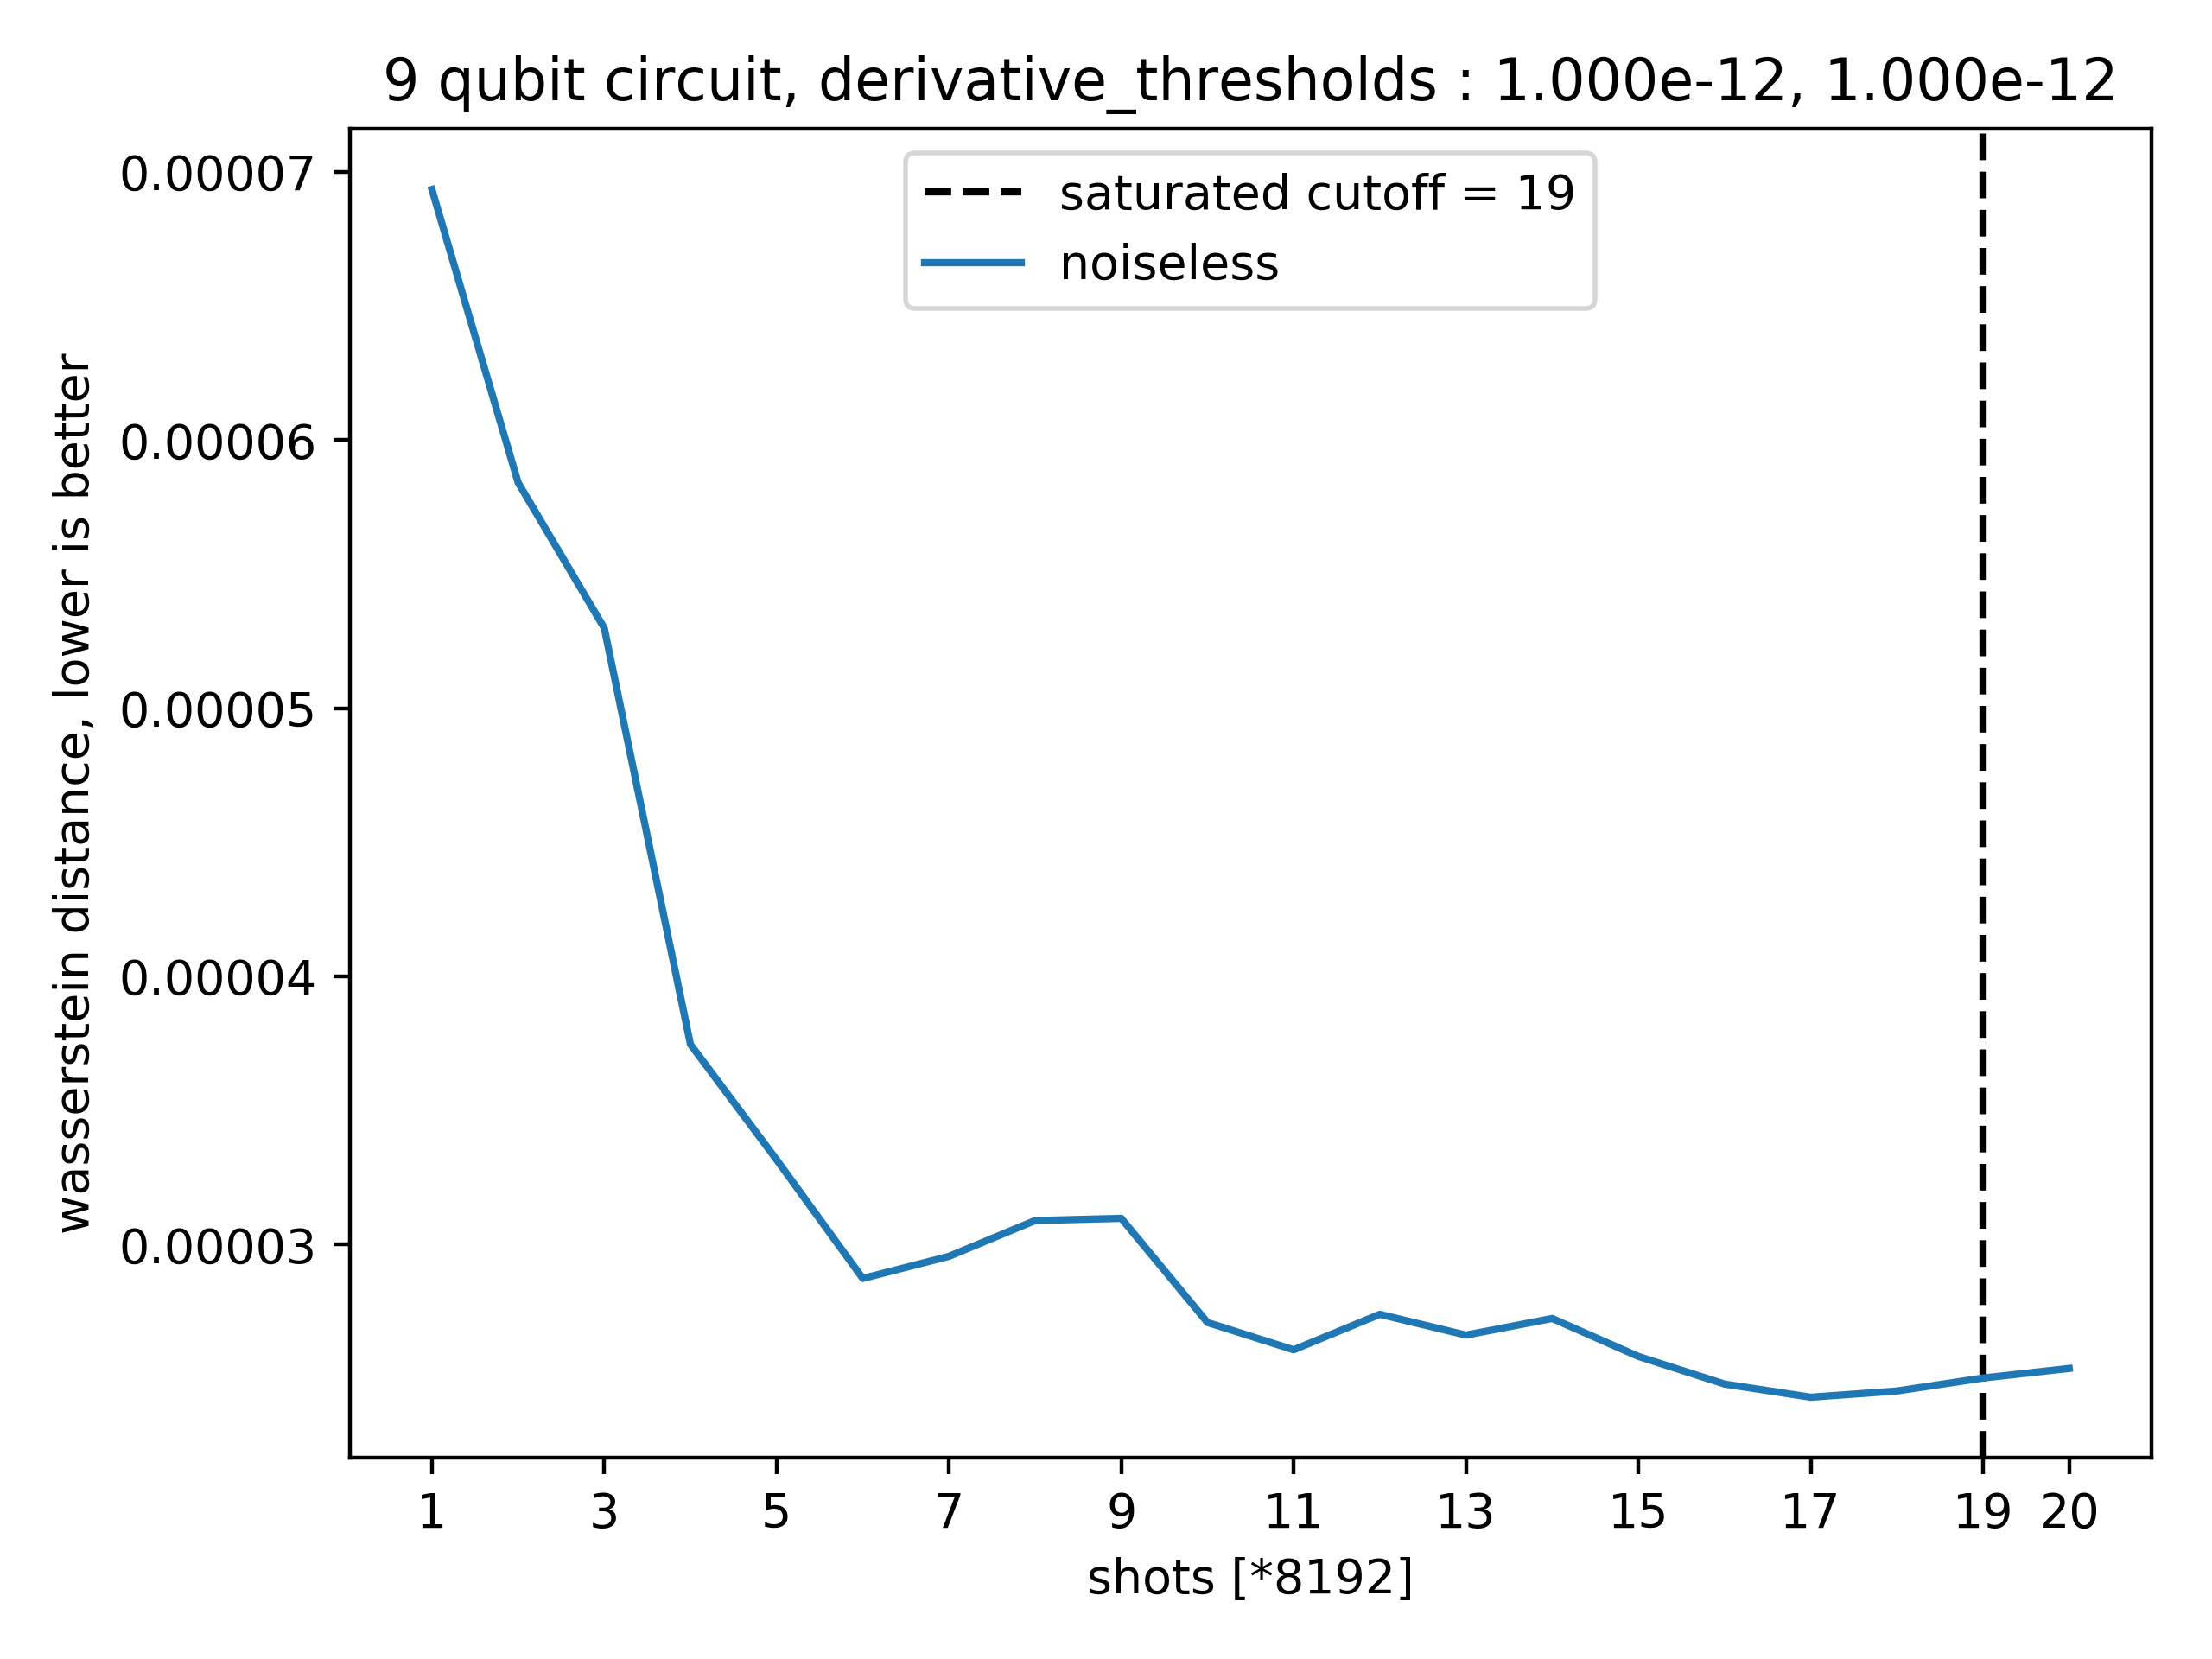 9 qubit circuit, derivative_thresholds : 1.000e-12, 1.000e-12
saturated cutoff = 19
noiseless
wasserstein distance, lower is better
0.00007
0.00006
0.00005
0.00004
0.00003
1 3 5 7 9 11 13 15 17 19 20
shots [*8192]